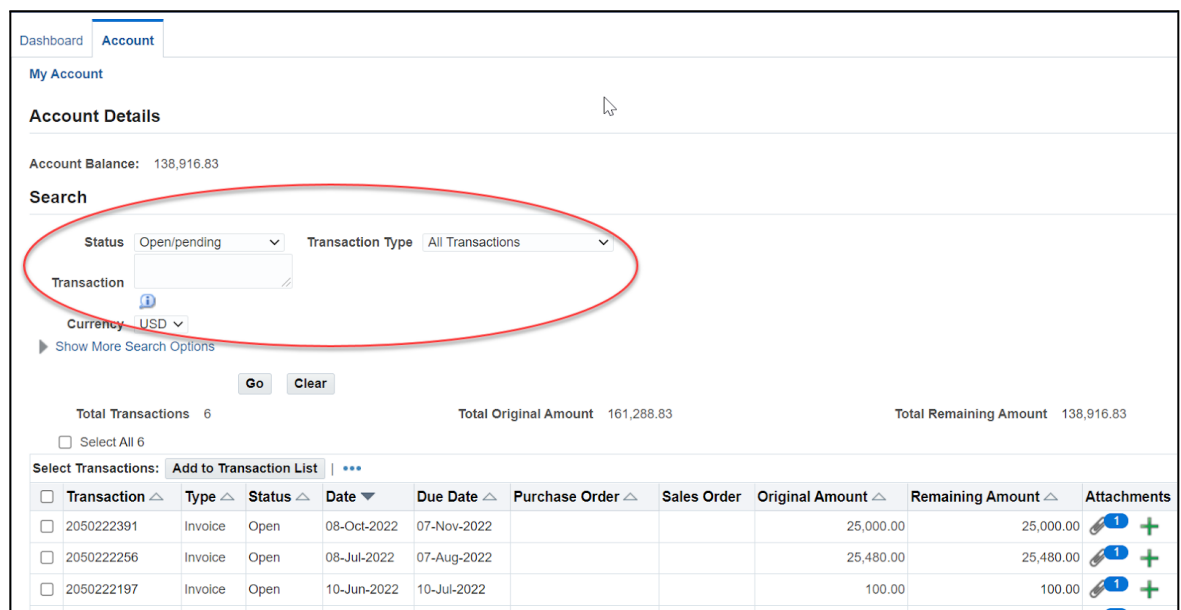 Dashboard Account
My Account
Account Details
Account Balance: 138,916.83
Search
Status Open/pending Transaction Type All Transactions
Transaction
Currency USD
Show More Search Options
Go Clear
Total Transactions 6 Total Original Amount 161,288.83 Total Remaining Amount 138,916.83
Select All 6
Select Transactions: Add to Transaction List | •••
Transaction Type Status Date Due Date Purchase Order Sales Order Original Amount Remaining Amount Attachments
2050222391 Invoice Open 08-Oct-2022 07-Nov-2022 25,000.00 25,000.00 1
2050222256 Invoice Open 08-Jul-2022 07-Aug-2022 25,480.00 25,480.00 1
2050222197 Invoice Open 10-Jun-2022 10-Jul-2022 100.00 100.00 1